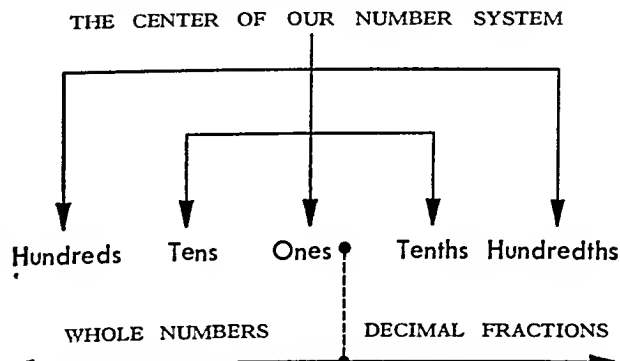 THE CENTER OF OUR NUMBER SYSTEM
Hundreds Tens Ones Tenths Hundredths
WHOLE NUMBERS DECIMAL FRACTIONS